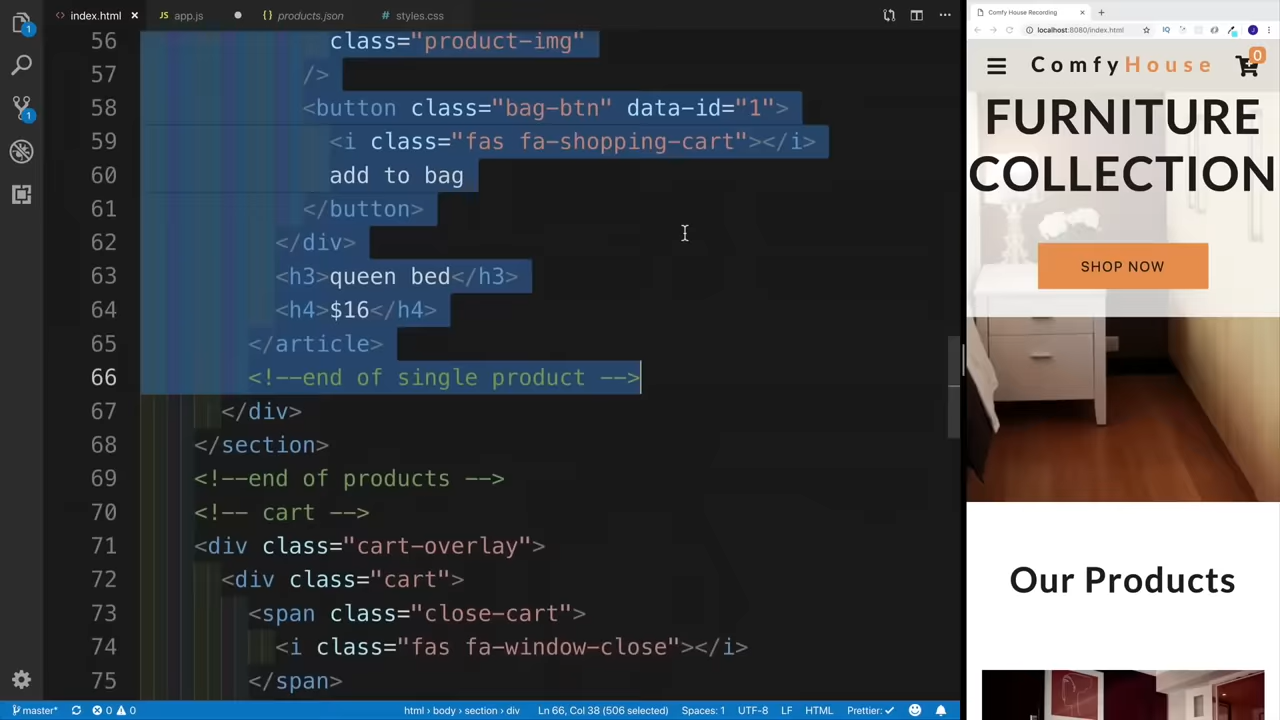 index.html
app.js
products.json
styles.css
56 class="product-img"
57 />
58 <button class="bag-btn" data-id="1">
59 <i class="fas fa-shopping-cart"></i>
60 add to bag
61 </button>
62 </div>
63 <h3>queen bed</h3>
64 <h4>$16</h4>
65 </article>
66 <!--end of single product -->
67 </div>
68 </section>
69 <!--end of products -->
70 <!-- cart -->
71 <div class="cart-overlay">
72 <div class="cart">
73 <span class="close-cart">
74 <i class="fas fa-window-close"></i>
75 </span>
1
1
master*
0 0
html › body › section › div
Ln 66, Col 38 (506 selected)
Spaces: 1
UTF-8
LF
HTML
Prettier: ✓
Comfy House Recording
localhost:8080/index.html
ComfyHouse
0
FURNITURE
COLLECTION
SHOP NOW
Our Products